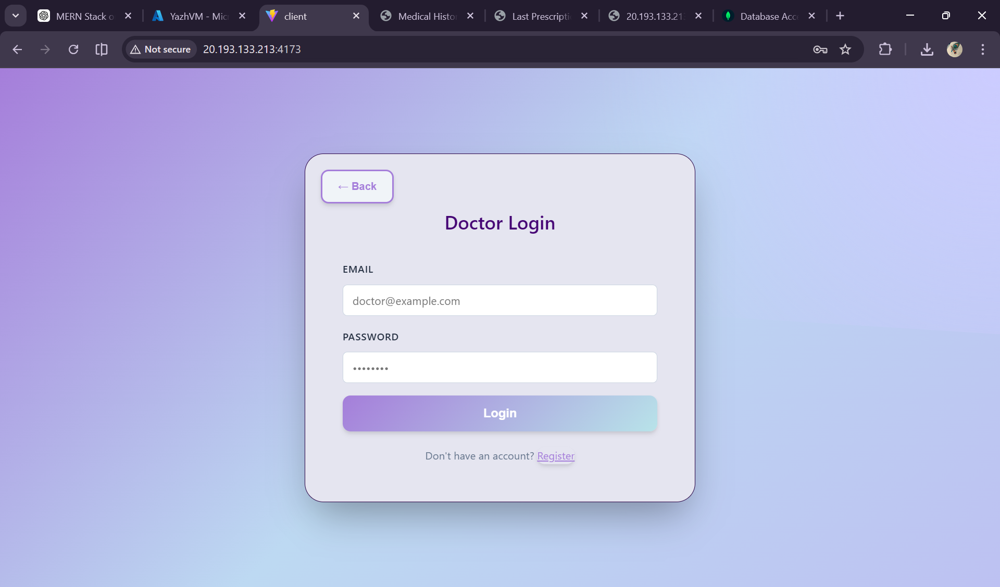 MERN Stack o
YazhVM - Mic
client
Medical Histo
Last Prescripti
20.193.133.21
Database Acc
Not secure
20.193.133.213:4173
← Back
Doctor Login
EMAIL
doctor@example.com
PASSWORD
••••••••
Login
Don't have an account? Register